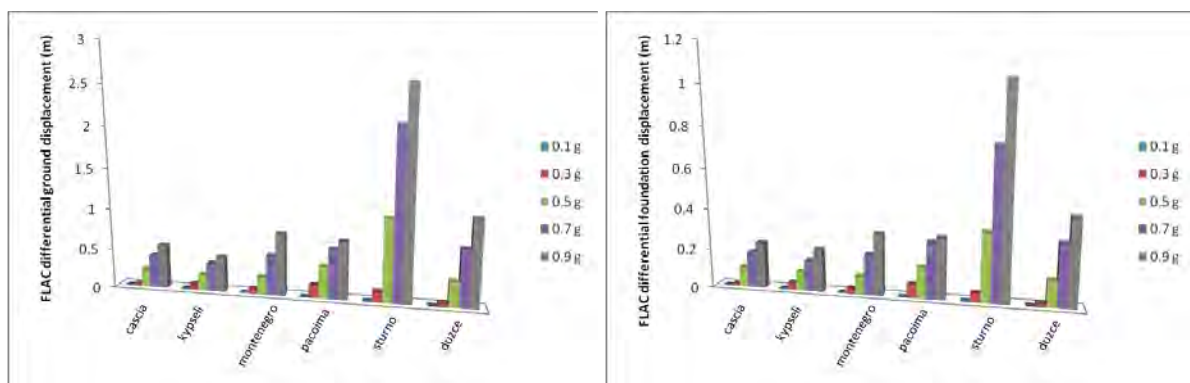 FLAC differential ground displacement (m)
3
2.5
2
1.5
1
0.5
0
cascia
kypseli
montenegro
pacoima
sturno
duzce
0.1 g
0.3 g
0.5 g
0.7 g
0.9 g
FLAC differential foundation displacement (m)
1.2
1
0.8
0.6
0.4
0.2
0
cascia
kypseli
montenegro
pacoima
sturno
duzce
0.1 g
0.3 g
0.5 g
0.7 g
0.9 g